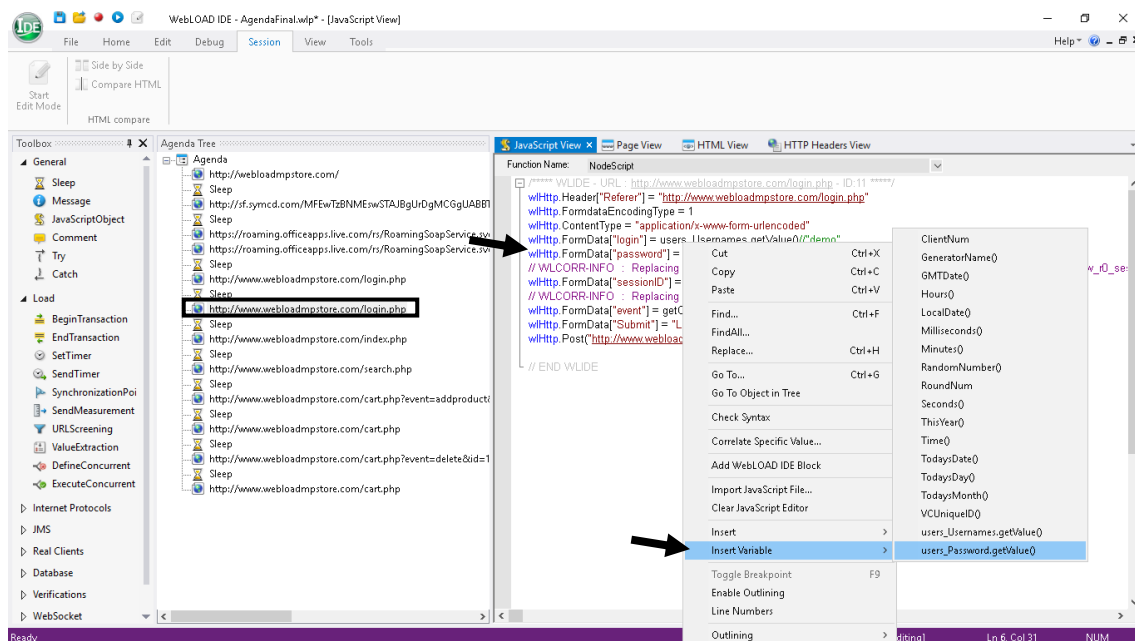 IDE
WebLOAD IDE - AgendaFinal.wlp* - [JavaScript View]
File Home Edit Debug Session View Tools
Help
Start
Edit Mode
Side by Side
Compare HTML
HTML compare
Toolbox
General
Sleep
Message
JavaScriptObject
Comment
Try
Catch
Load
BeginTransaction
EndTransaction
SetTimer
SendTimer
SynchronizationPoi
SendMeasurement
URLScreening
ValueExtraction
DefineConcurrent
ExecuteConcurrent
Internet Protocols
JMS
Real Clients
Database
Verifications
WebSocket
Agenda Tree
Agenda
http://webloadmpstore.com/
Sleep
http://sf.symcd.com/MFEwTzBNMEswSTAJBgUrDgMCGgUABBT
Sleep
http://roaming.officeapps.live.com/rs/RoamingSoapService.sv
https://roaming.officeapps.live.com/rs/RoamingSoapService.sv
Sleep
http://www.webloadmpstore.com/login.php
Sleep
http://www.webloadmpstore.com/login.php
Sleep
http://www.webloadmpstore.com/index.php
Sleep
http://www.webloadmpstore.com/search.php
Sleep
http://www.webloadmpstore.com/cart.php?event=addproduct&
Sleep
http://www.webloadmpstore.com/cart.php
Sleep
http://www.webloadmpstore.com/cart.php?event=delete&id=1
Sleep
http://www.webloadmpstore.com/cart.php
JavaScript View Page View HTML View HTTP Headers View
Function Name: NodeScript
/***** WLIDE - URL : http://www.webloadmpstore.com/login.php - ID:11 *****/
wlHttp.Header["Referer"] = "http://www.webloadmpstore.com/login.php"
wlHttp.FormdataEncodingType = 1
wlHttp.ContentType = "application/x-www-form-urlencoded"
wlHttp.FormData["login"] = users_Usernames.getValue()//"demo"
wlHttp.FormData["password"] =
// WLCORR-INFO : Replacing
w_r0_se
wlHttp.FormData["sessionID"] =
// WLCORR-INFO : Replacing
wlHttp.FormData["event"] = getC
wlHttp.FormData["Submit"] = "L
wlHttp.Post("http://www.webloac
// END WLIDE
Cut Ctrl+X
Copy Ctrl+C
Paste Ctrl+V
Find... Ctrl+F
FindAll...
Replace... Ctrl+H
Go To... Ctrl+G
Go To Object in Tree
Check Syntax
Correlate Specific Value...
Add WebLOAD IDE Block
Import JavaScript File...
Clear JavaScript Editor
Insert
Insert Variable
Toggle Breakpoint F9
Enable Outlining
Line Numbers
Outlining
ClientNum
GeneratorName()
GMTDate()
Hours()
LocalDate()
Milliseconds()
Minutes()
RandomNumber()
RoundNum
Seconds()
ThisYear()
Time()
TodaysDate()
TodaysDay()
TodaysMonth()
VCUniqueID()
users_Usernames.getValue()
users_Password.getValue()
Ready
diting]
Ln 6, Col 31
NUM